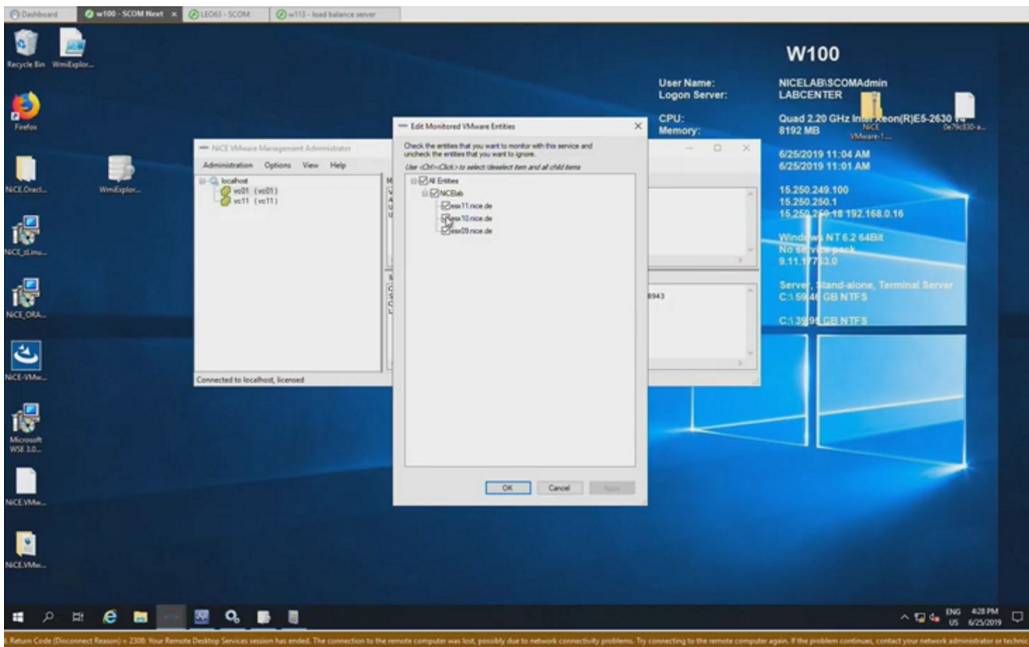 Dashboard
w100 - SCOM Next
LEO63 - SCOM
w113 - load balance server
Recycle Bin
WmiExplor...
Firefox
NiCE.Oracl...
WmiExplor...
NiCE_zLinu...
NiCE_ORA...
NiCE-VMw...
Microsoft
WSE 3.0...
NiCE.VMw...
NiCE.VMw...
NiCE VMware Management Administrator
Administration Options View Help
localhost
vc01 (vc01)
vc11 (vc11)
8943
Connected to localhost, licensed
Edit Monitored VMware Entities
Check the entities that you want to monitor with this service and
uncheck the entities that you want to ignore.
Use <Ctrl>-<Click> to select/deselect item and all child items
All Entities
NICElab
esx11.nice.de
esx10.nice.de
esx09.nice.de
OK
Cancel
Apply
W100
User Name: NICELAB\SCOMAdmin
Logon Server: LABCENTER
CPU: Quad 2.20 GHz Intel Xeon(R)E5-2630 v4
Memory: 8192 MB
NiCE
VMware-1....
0e79c830-a...
6/25/2019 11:04 AM
6/25/2019 11:01 AM
15.250.249.100
15.250.250.1
192.168.0.16
Windows NT 6.2 64Bit
No service pack
Server, Stand-alone, Terminal Server
GB NTFS
GB NTFS
ENG 4:28 PM
US 6/25/2019
Return Code (Disconnect Reason) = 2308: Your Remote Desktop Services session has ended. The connection to the remote computer was lost, possibly due to network connectivity problems. Try connecting to the remote computer again. If the problem continues, contact your network administrator or technic